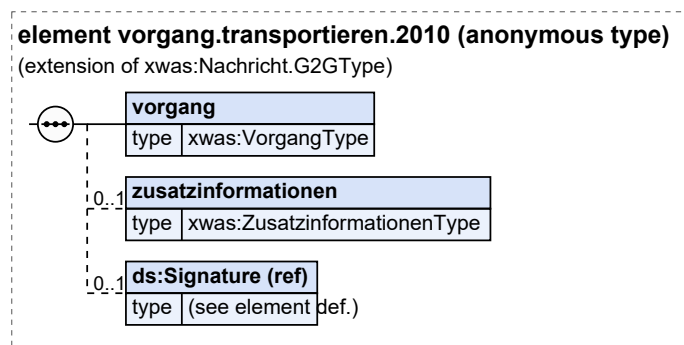 element vorgang.transportieren.2010 (anonymous type)
(extension of xwas:Nachricht.G2GType)
vorgang
type xwas:VorgangType
0..1 zusatzinformationen
type xwas:ZusatzinformationenType
0..1 ds:Signature (ref)
type (see element def.)